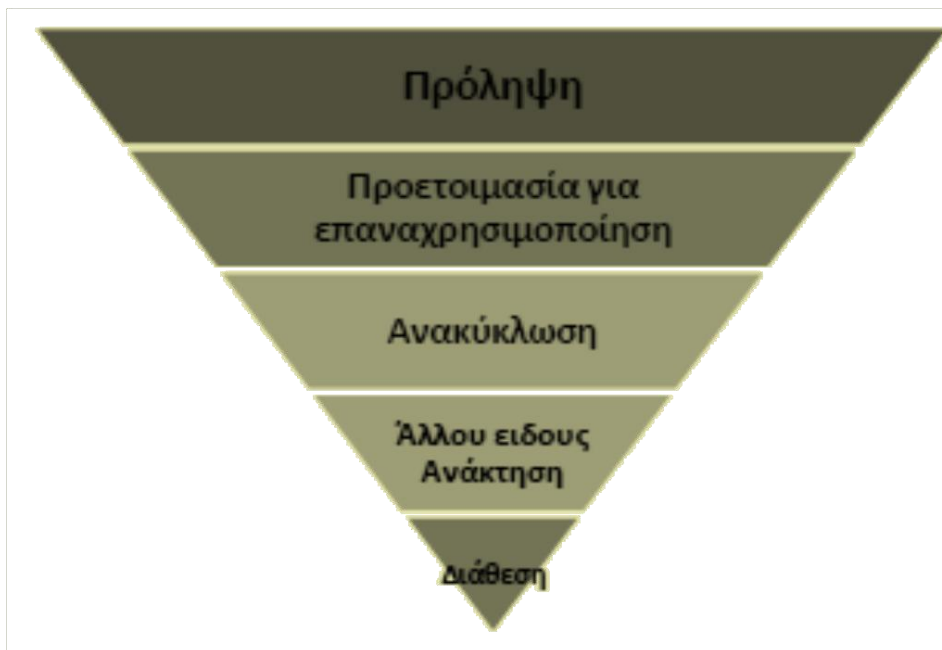 Πρόληψη
Προετοιμασία για
επαναχρησιμοποίηση
Ανακύκλωση
Άλλου ειδους
Ανάκτηση
Διάθεση